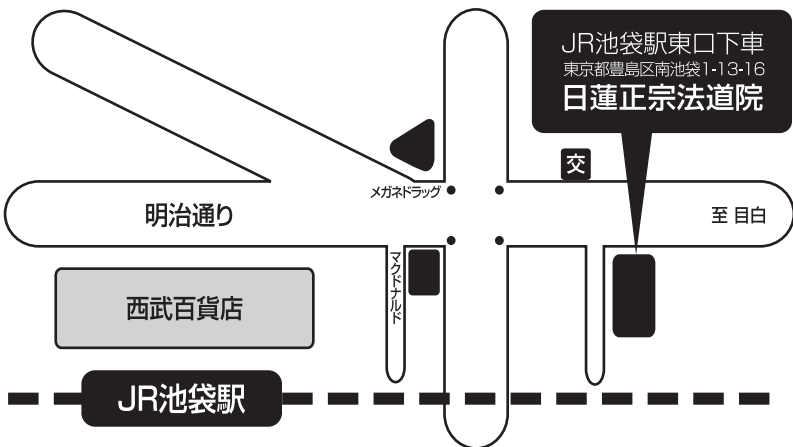 JR池袋駅東口下車
東京都豊島区南池袋1-13-16
日蓮正宗法道院
交
メガネドラッグ
明治通り
至 目白
マクドナルド
西武百貨店
JR池袋駅